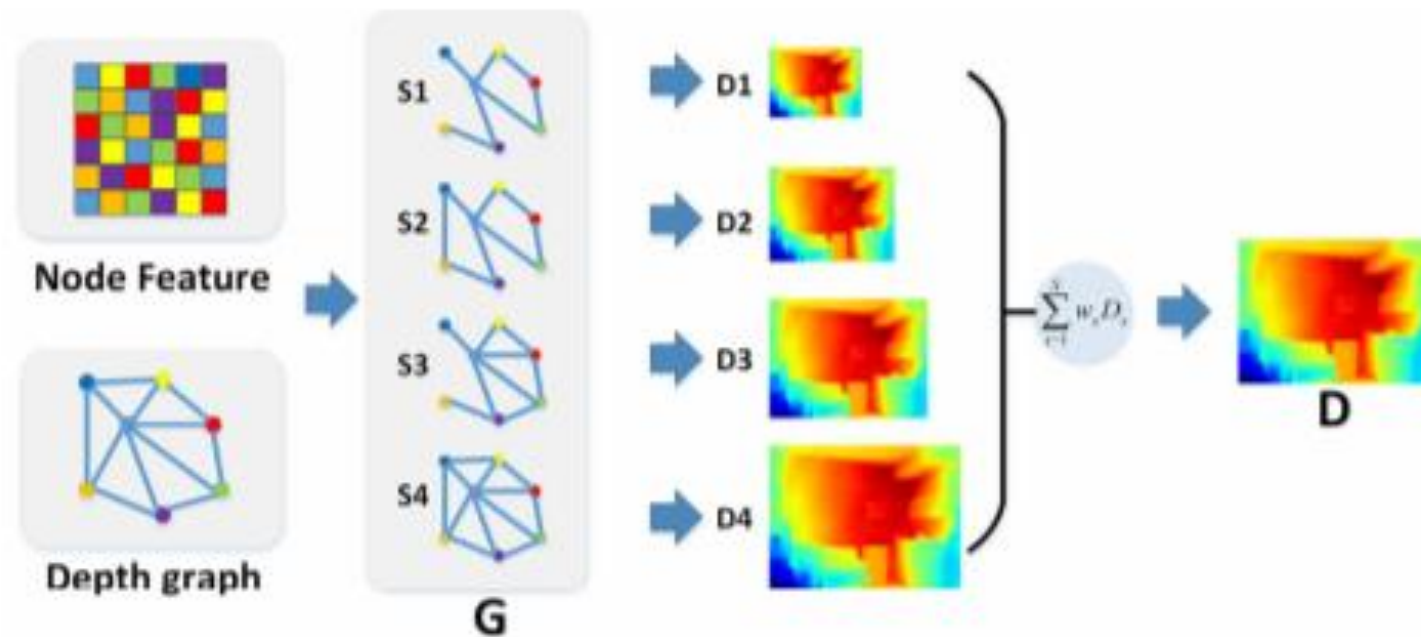 Node Feature
Depth graph
S1
S2
S3
S4
G
D1
D2
D3
D4
D